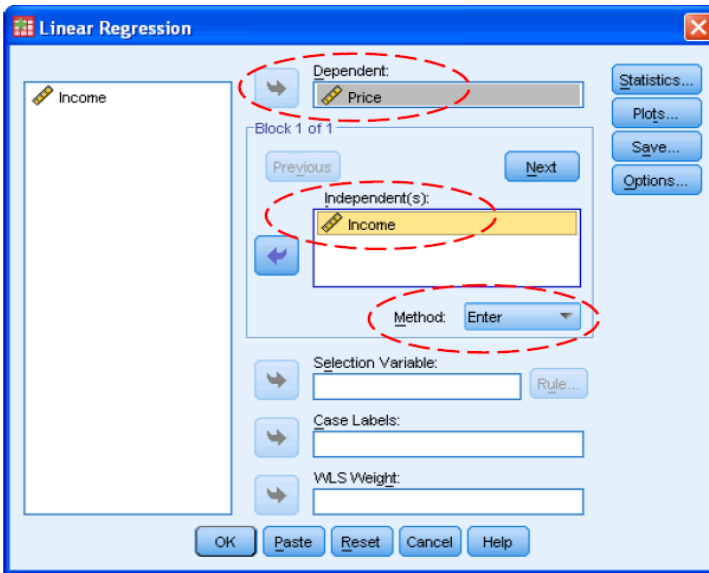 Linear Regression
Income
Dependent:
Price
Block 1 of 1
Previous
Next
Independent(s):
Income
Method: Enter
Selection Variable:
Rule...
Case Labels:
WLS Weight:
Statistics...
Plots...
Save...
Options...
OK Paste Reset Cancel Help